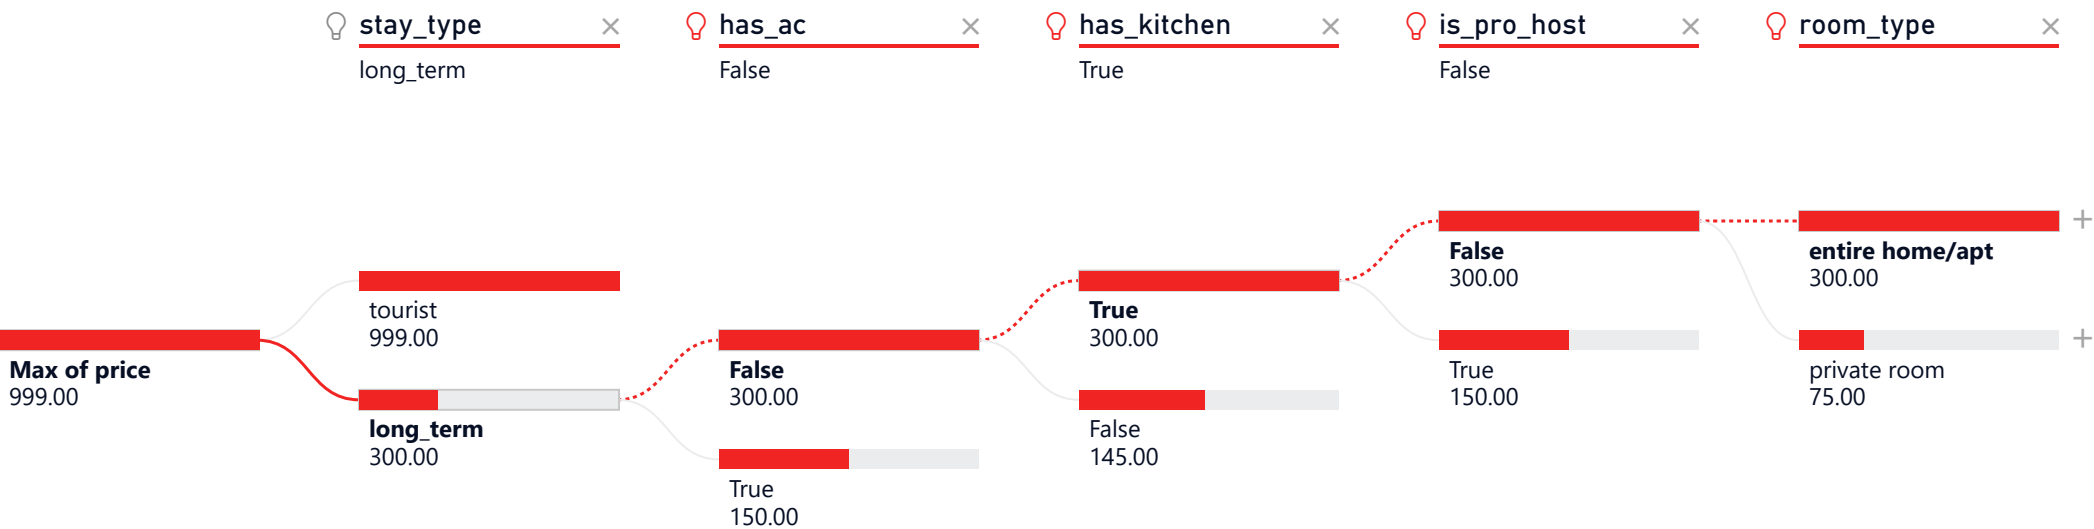 stay_type
has_ac
has_kitchen
is_pro_host
room_type
long_term
False
True
False
Max of price
999.00
tourist
999.00
long_term
300.00
False
300.00
True
150.00
True
300.00
False
145.00
False
300.00
True
150.00
entire home/apt
300.00
private room
75.00